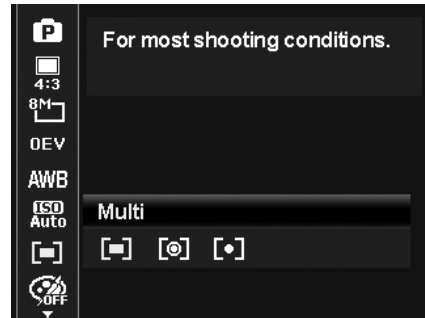 P
For most shooting conditions.
4:3
8M
0EV
AWB
ISO
Auto
Multi
OFF